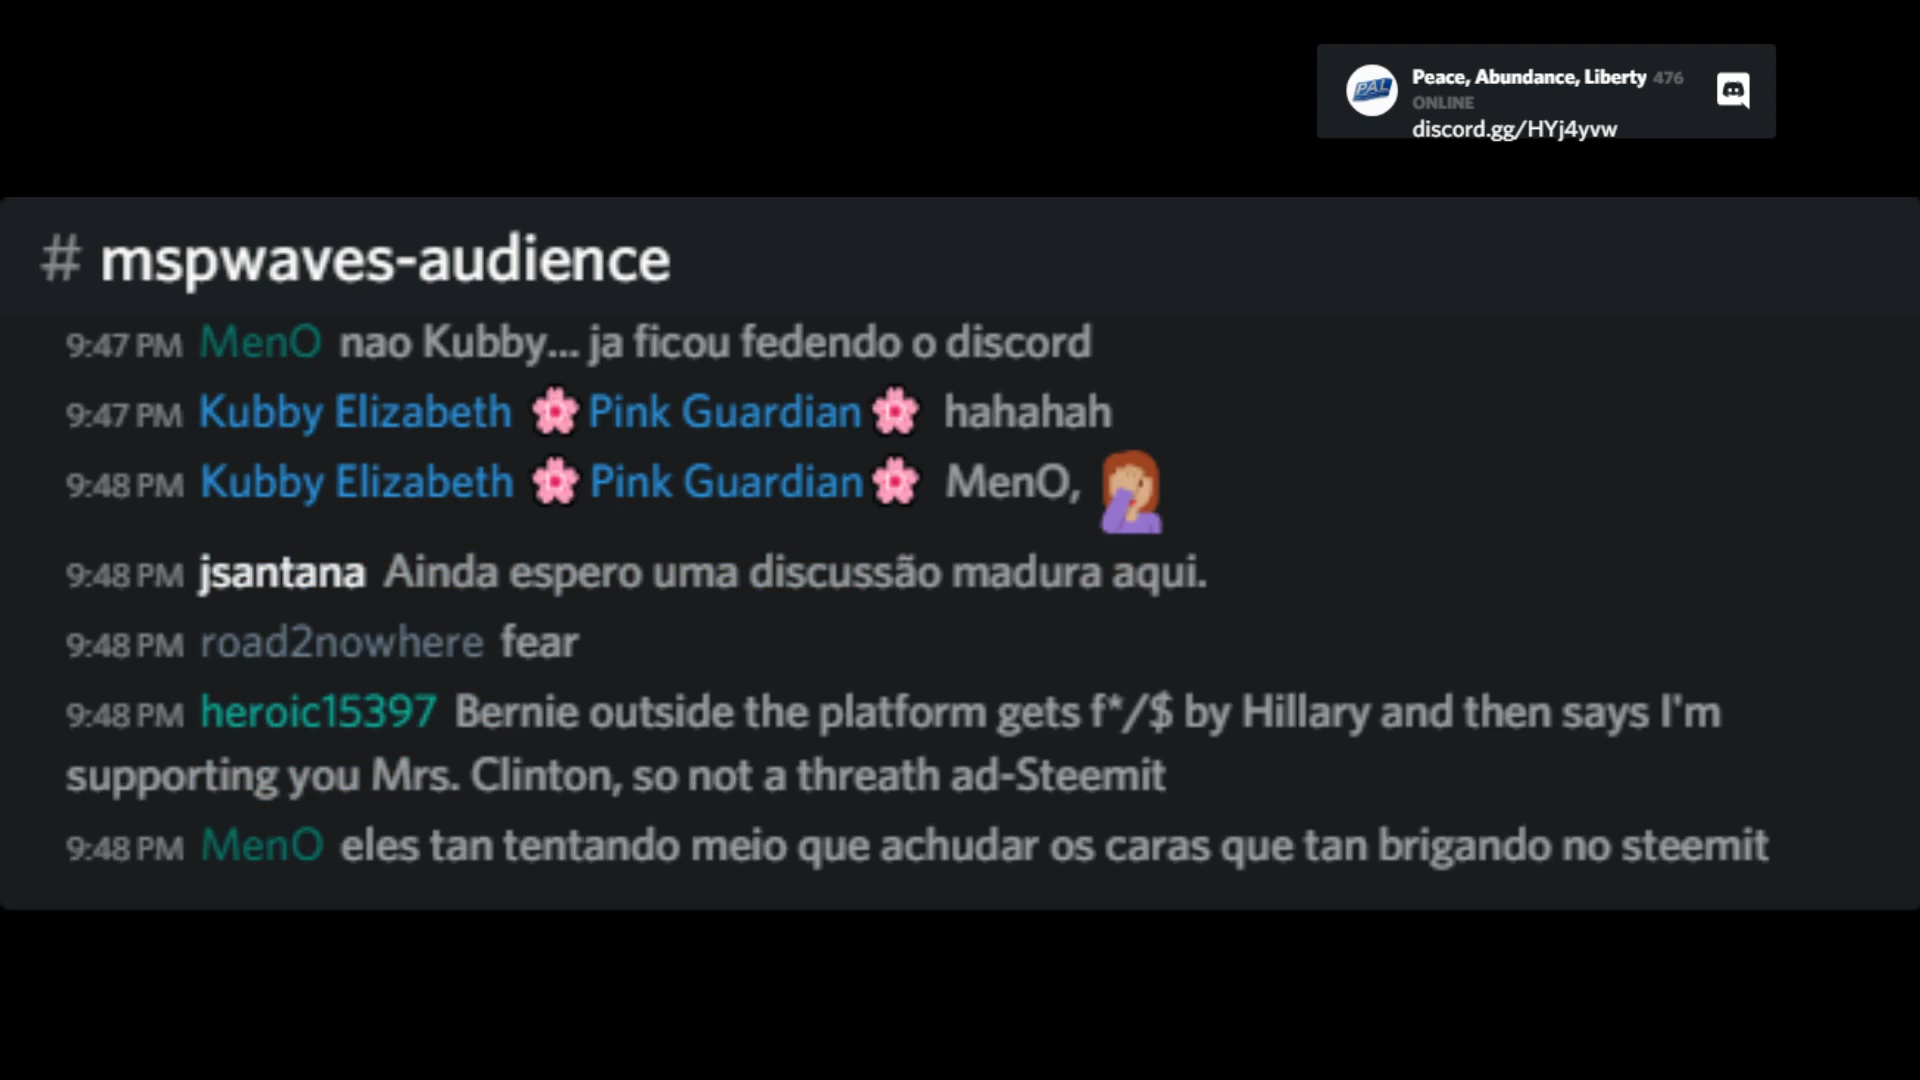 PAL
Peace, Abundance, Liberty 476
ONLINE
discord.gg/HYj4yvw
# mspwaves-audience
9:47 PM MenO nao Kubby... ja ficou fedendo o discord
9:47 PM Kubby Elizabeth 🌸 Pink Guardian 🌸 hahahah
9:48 PM Kubby Elizabeth 🌸 Pink Guardian 🌸 MenO, 🤦
9:48 PM jsantana Ainda espero uma discussão madura aqui.
9:48 PM road2nowhere fear
9:48 PM heroic15397 Bernie outside the platform gets f*/$ by Hillary and then says I'm
supporting you Mrs. Clinton, so not a threath ad-Steemit
9:48 PM MenO eles tan tentando meio que achudar os caras que tan brigando no steemit